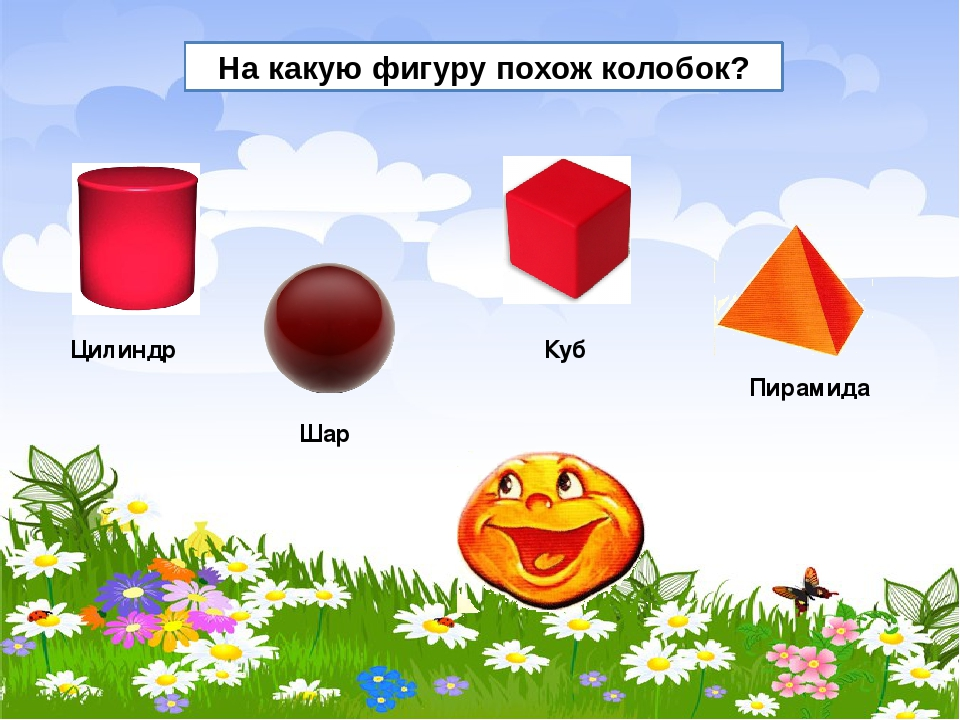 На какую фигуру похож колобок?
Цилиндр
Куб
Пирамида
Шар